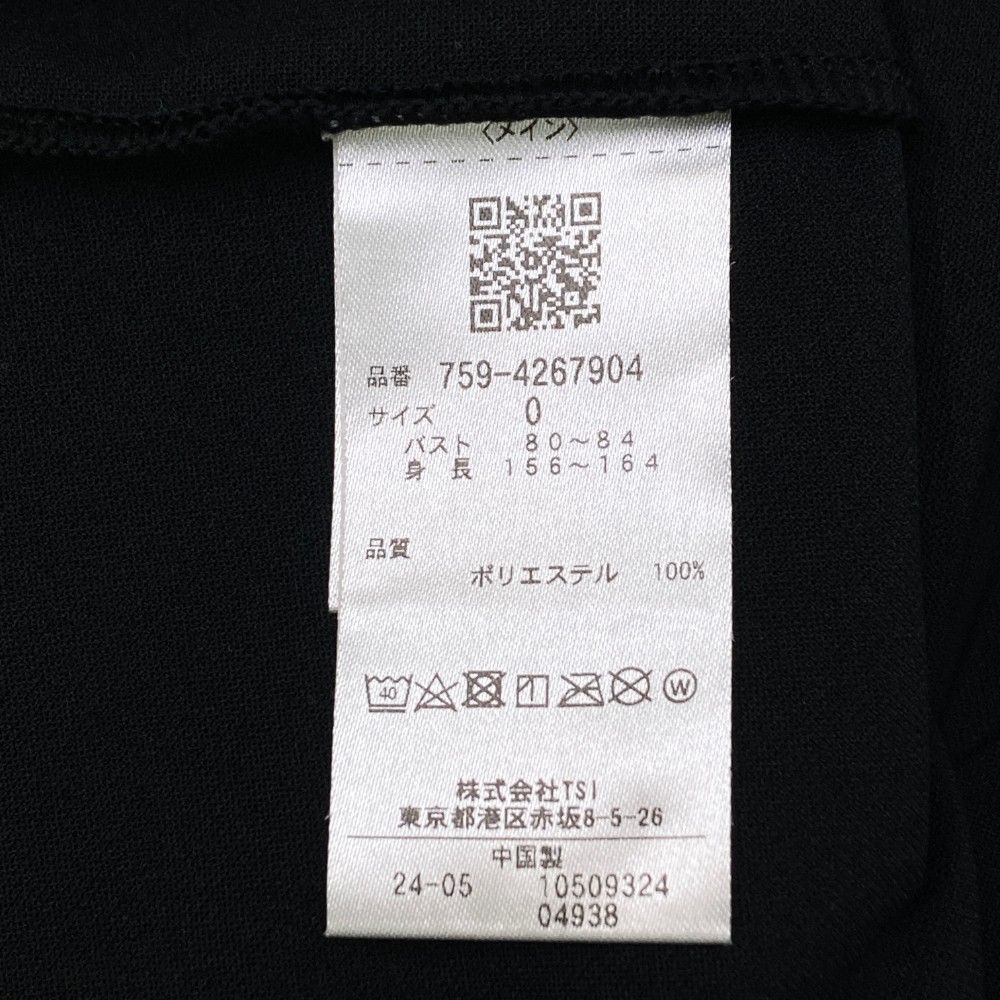 〈メイン〉
品番 759-4267904
サイズ 0
バスト 80～84
身長 156～164
品質
ポリエステル 100%
40 W
株式会社TSI
東京都港区赤坂8-5-26
中国製
24-05 10509324
04938